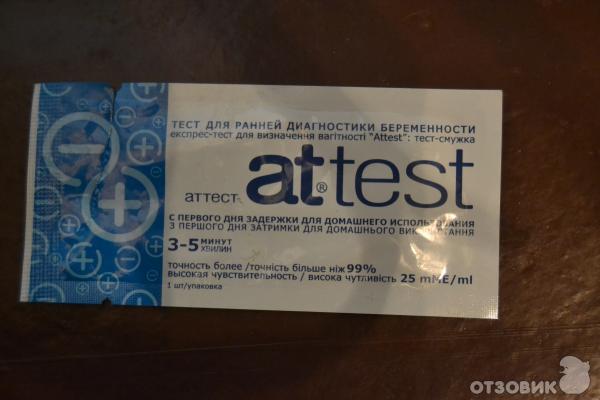 ТЕСТ ДЛЯ РАННЕЙ ДИАГНОСТИКИ БЕРЕМЕННОСТИ
експрес-тест для визначення вагітності "Attest": тест-смужка
аттест attest®
С ПЕРВОГО ДНЯ ЗАДЕРЖКИ ДЛЯ ДОМАШНЕГО ИСПОЛЬЗОВАНИЯ
З ПЕРШОГО ДНЯ ЗАТРИМКИ ДЛЯ ДОМАШНЬОГО ВИКОРИСТАННЯ
3-5 МИНУТ
ХВИЛИН
точность более /точність більше ніж 99%
высокая чувствительность / висока чутливість 25 mME/ml
1 шт/упаковка
ОТЗОВИК